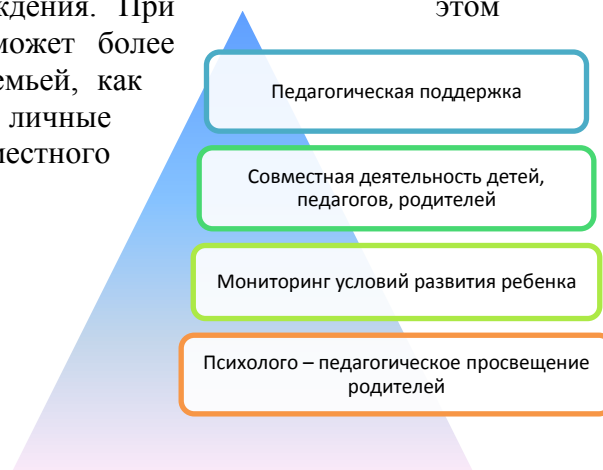 ждения. При этом
может более
емьей, как
личные
местного
Педагогическая поддержка
Совместная деятельность детей,
педагогов, родителей
Мониторинг условий развития ребенка
Психолого – педагогическое просвещение
родителей